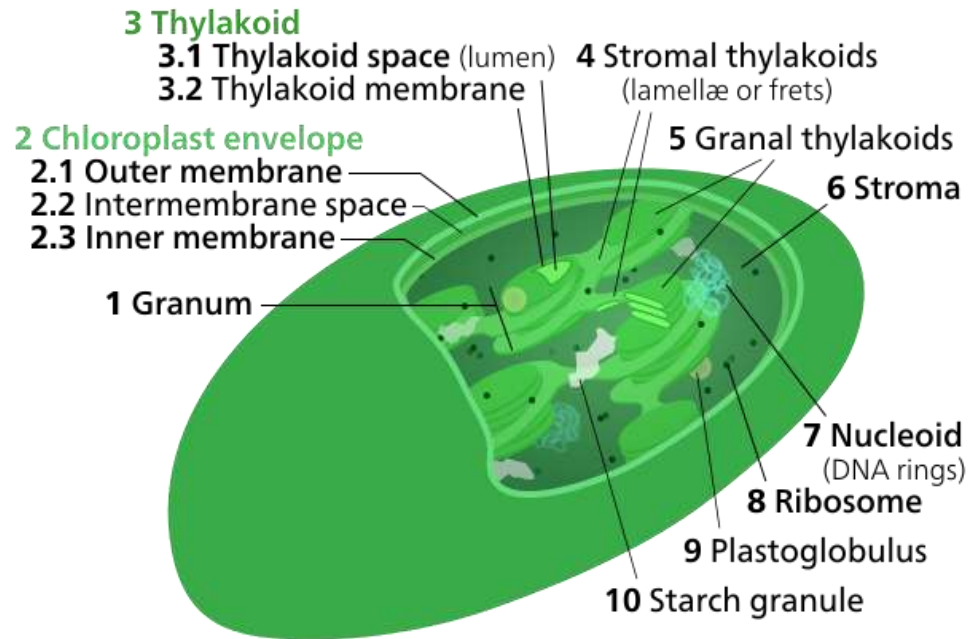 3 Thylakoid
3.1 Thylakoid space (lumen)
3.2 Thylakoid membrane
4 Stromal thylakoids
(lamellæ or frets)
2 Chloroplast envelope
2.1 Outer membrane
2.2 Intermembrane space
2.3 Inner membrane
5 Granal thylakoids
6 Stroma
1 Granum
7 Nucleoid
(DNA rings)
8 Ribosome
9 Plastoglobulus
10 Starch granule